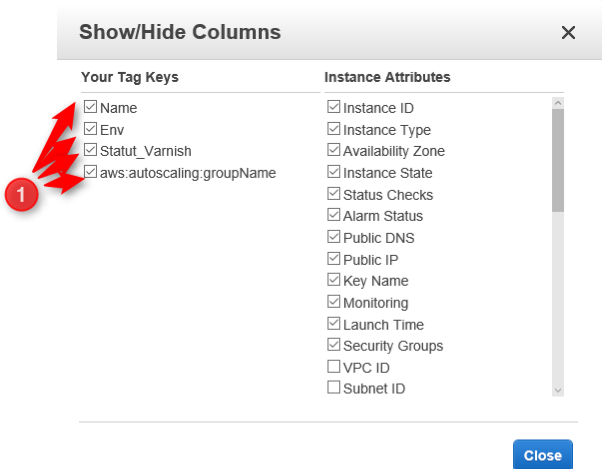 Show/Hide Columns
Your Tag Keys
Name
Env
Statut_Varnish
aws:autoscaling:groupName
1
Instance Attributes
Instance ID
Instance Type
Availability Zone
Instance State
Status Checks
Alarm Status
Public DNS
Public IP
Key Name
Monitoring
Launch Time
Security Groups
VPC ID
Subnet ID
Close